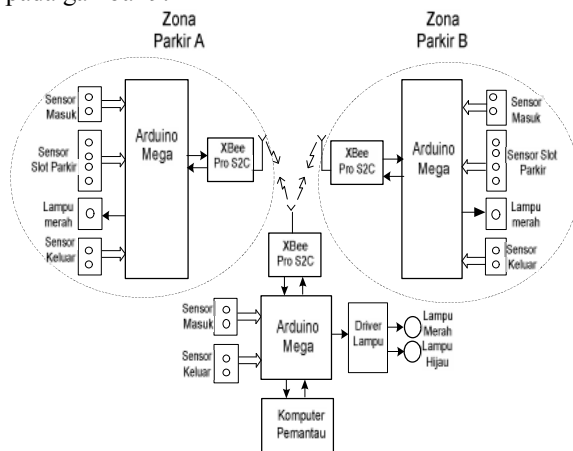 Zona
Parkir A
Sensor
Masuk
Sensor
Slot Parkir
Lampu
merah
Sensor
Keluar
Arduino
Mega
XBee
Pro S2C
Zona
Parkir B
XBee
Pro S2C
Arduino
Mega
Sensor
Masuk
Sensor Slot
Parkir
Lampu
merah
Sensor
Keluar
XBee
Pro S2C
Sensor
Masuk
Sensor
Keluar
Arduino
Mega
Driver
Lampu
Lampu
Merah
Lampu
Hijau
Komputer
Pemantau